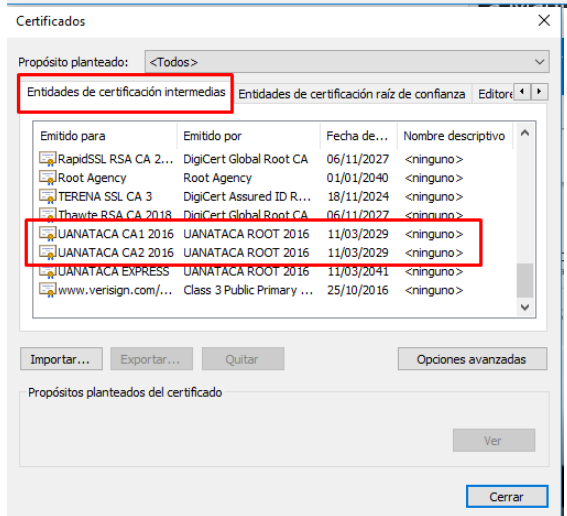 Certificados
Propósito planteado: <Todos>
Entidades de certificación intermedias Entidades de certificación raíz de confianza Editore
Emitido para Emitido por Fecha de... Nombre descriptivo
RapidSSL RSA CA 2... DigiCert Global Root CA 06/11/2027 <ninguno>
Root Agency Root Agency 01/01/2040 <ninguno>
TERENA SSL CA 3 DigiCert Assured ID R... 18/11/2024 <ninguno>
Thawte RSA CA 2018 DigiCert Global Root CA 06/11/2027 <ninguno>
UANATACA CA1 2016 UANATACA ROOT 2016 11/03/2029 <ninguno>
UANATACA CA2 2016 UANATACA ROOT 2016 11/03/2029 <ninguno>
UANATACA EXPRESS UANATACA ROOT 2016 11/03/2041 <ninguno>
www.verisign.com/... Class 3 Public Primary ... 25/10/2016 <ninguno>
Importar... Exportar... Quitar Opciones avanzadas
Propósitos planteados del certificado
Ver
Cerrar